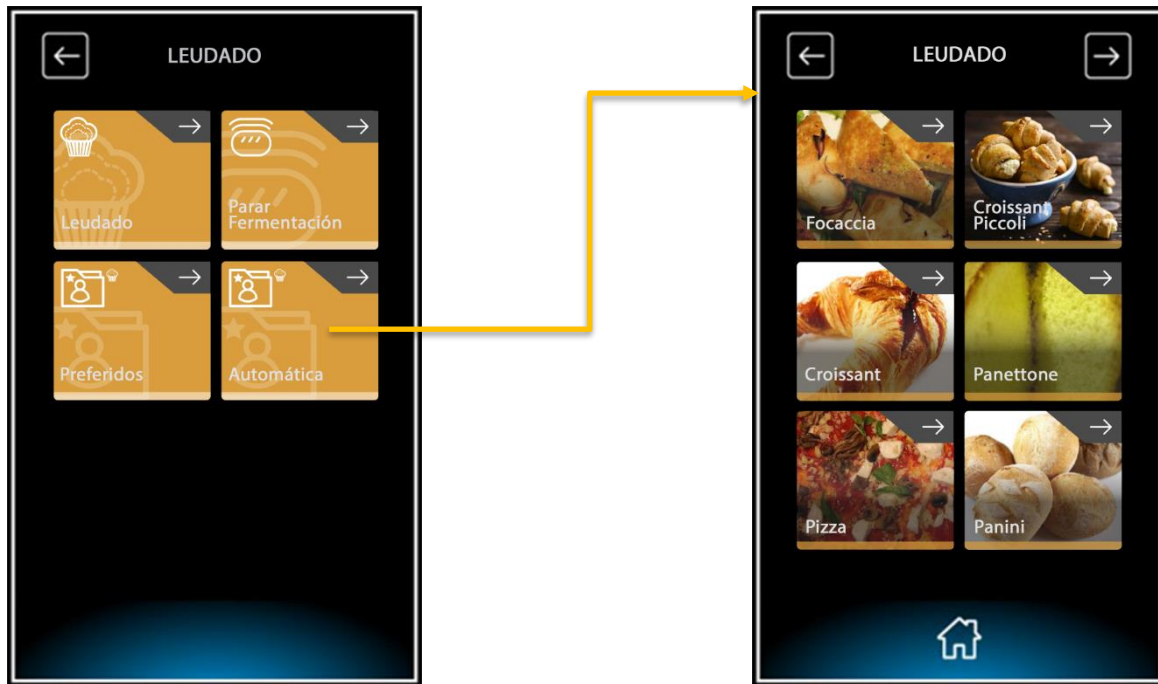 LEUDADO
Leudado
Parar
Fermentación
Preferidos
Automática
LEUDADO
Focaccia
Croissant
Piccoli
Croissant
Panettone
Pizza
Panini